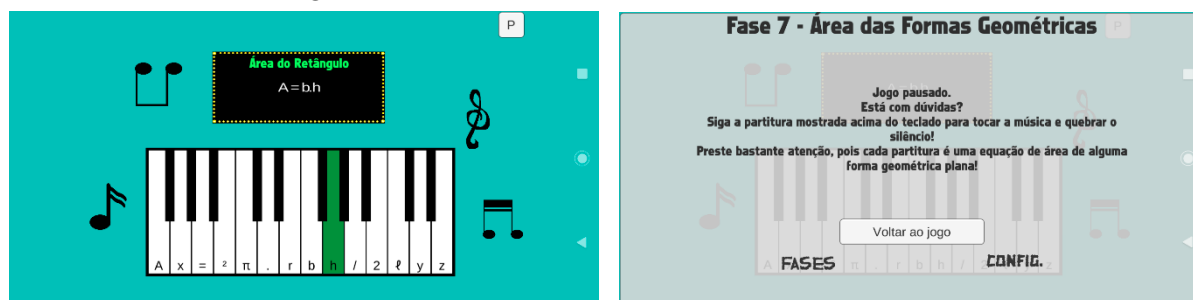 P
Área do Retângulo
A=b.h
A x = ² π . r b h / 2 ℓ y z
Fase 7 - Área das Formas Geométricas
P
Jogo pausado.
Está com dúvidas?
Siga a partitura mostrada acima do teclado para tocar a música e quebrar o
silêncio!
Preste bastante atenção, pois cada partitura é uma equação de área de alguma
forma geométrica plana!
Voltar ao jogo
FASES
CONFIG.